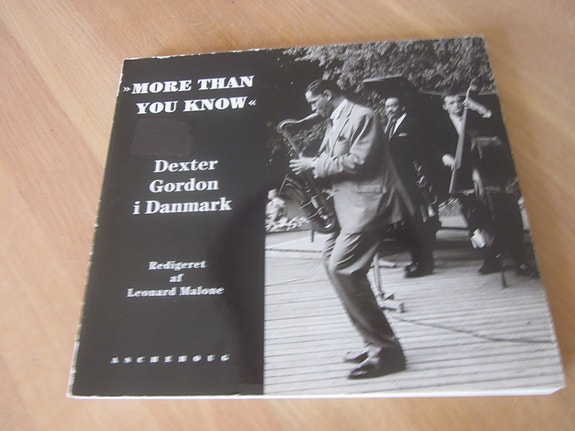 »MORE THAN
YOU KNOW«
Dexter
Gordon
i Danmark
Redigeret
af
Leonard Malone
ASCHEHOUG